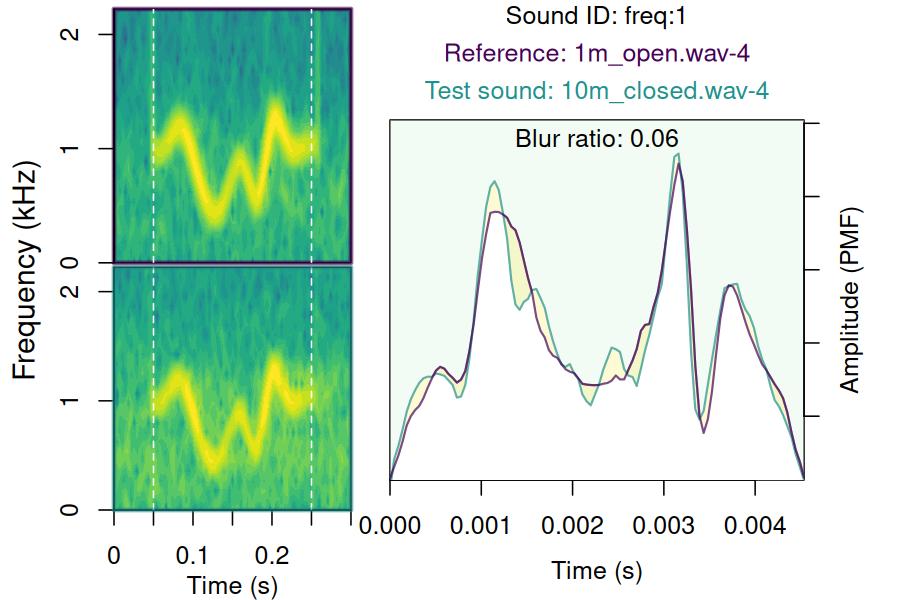 Sound ID: freq:1
Reference: 1m_open.wav-4
Test sound: 10m_closed.wav-4
Blur ratio: 0.06
Frequency (kHz)
2
1
0
2
1
0
0 0.1 0.2
Time (s)
0.000 0.001 0.002 0.003 0.004
Time (s)
Amplitude (PMF)